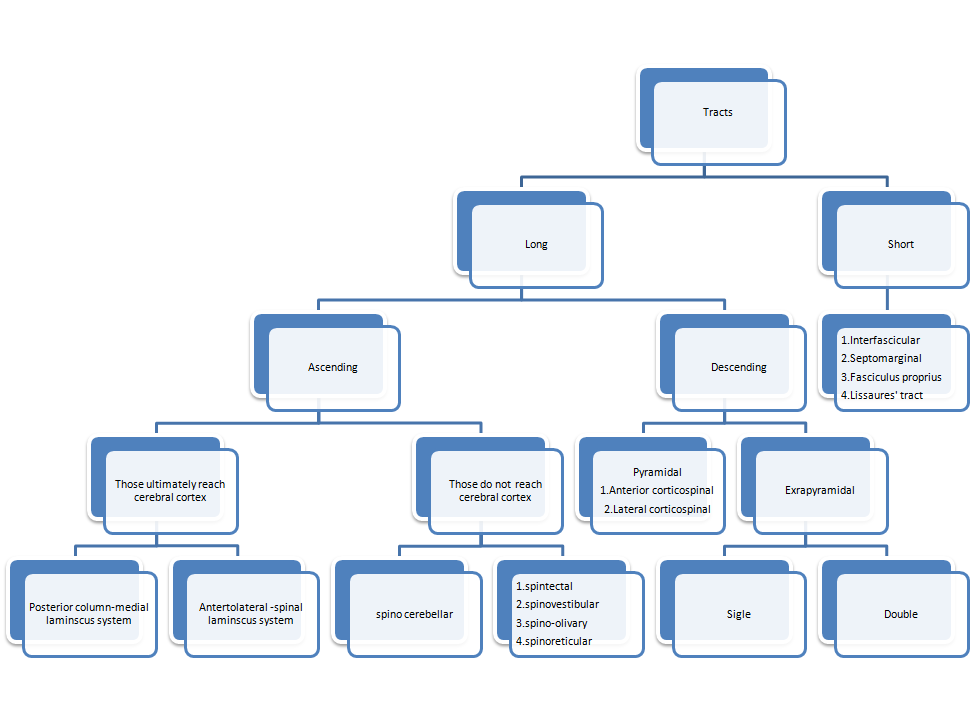 Tracts
Long
Short
Ascending
Descending
1.Interfascicular
2.Septomarginal
3.Fasciculus proprius
4.Lissaures' tract
Those ultimately reach
cerebral cortex
Those do not reach
cerebral cortex
Pyramidal
1.Anterior corticospinal
2.Lateral corticospinal
Exrapyramidal
Posterior column-medial
laminscus system
Antertolateral -spinal
laminscus system
spino cerebellar
1.spintectal
2.spinovestibular
3.spino-olivary
4.spinoreticular
Sigle
Double